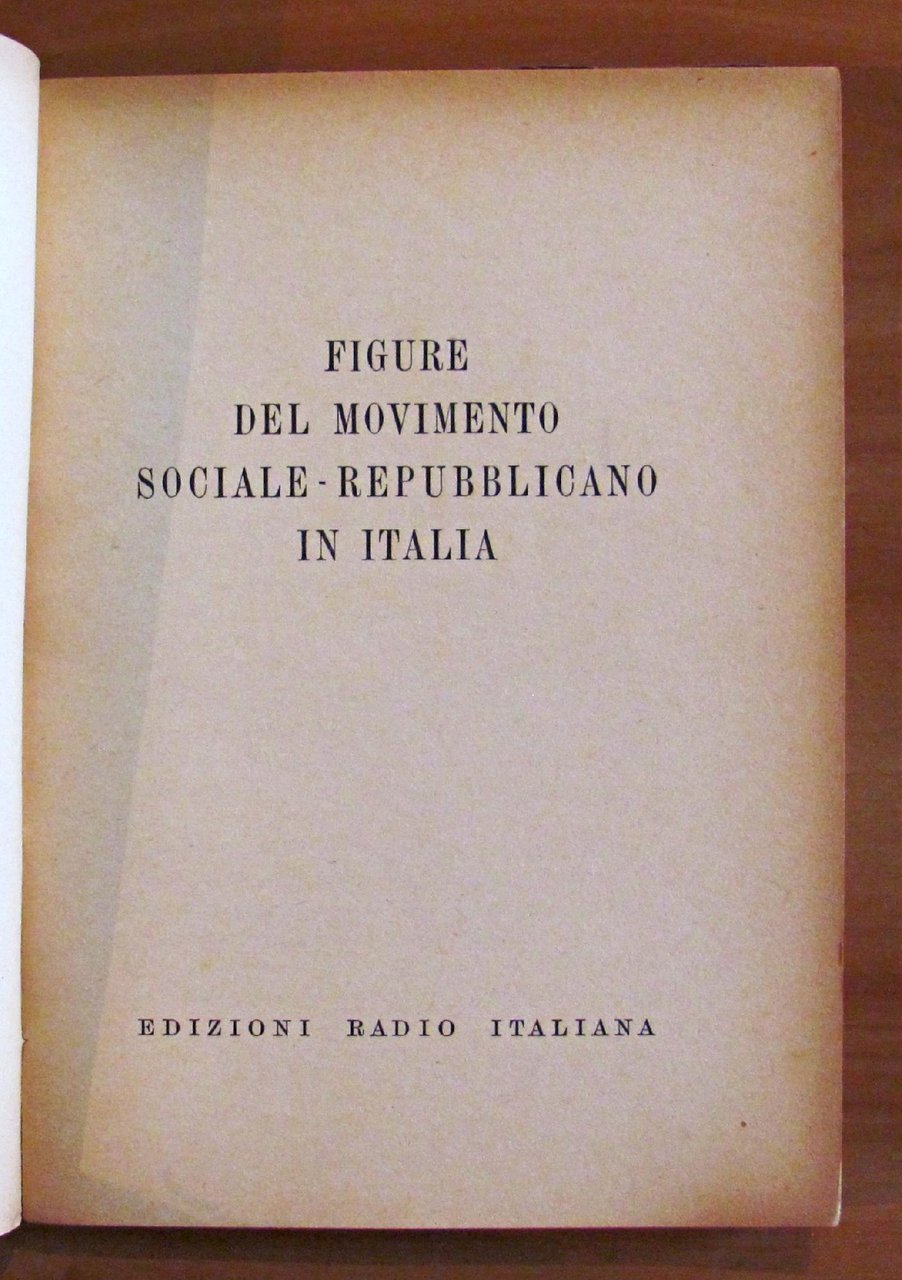 FIGURE
DEL MOVIMENTO
SOCIALE-REPUBBLICANO
IN ITALIA
EDIZIONI RADIO ITALIANA